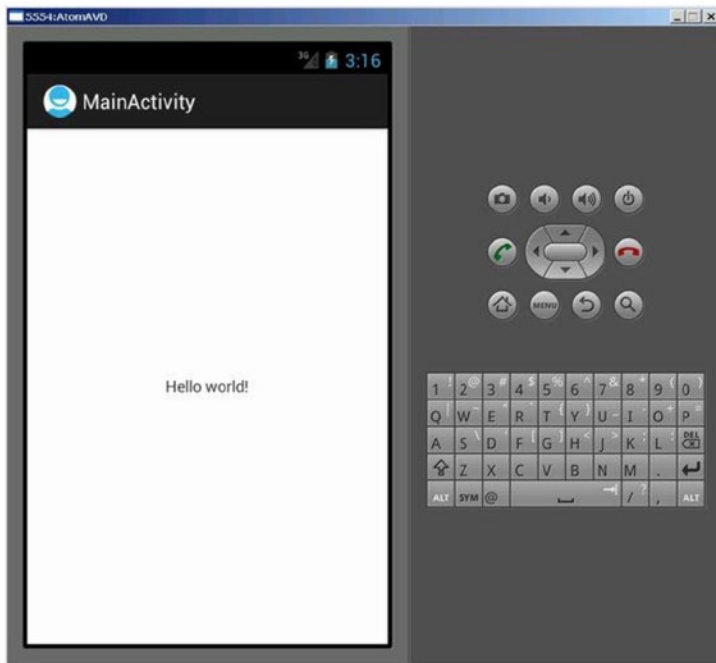 5554:AtomAVD
3G 3:16
MainActivity
Hello world!
MENU
1 ! 2 @ 3 # 4 $ 5 % 6 ^ 7 & 8 * 9 ( 0 )
Q | W ~ E " R ` T { Y } U _ I - O + P =
A S \ D ' F [ G ] H < J > K ; L : DEL
Z X C V B N M .
ALT SYM @ / ? , ALT